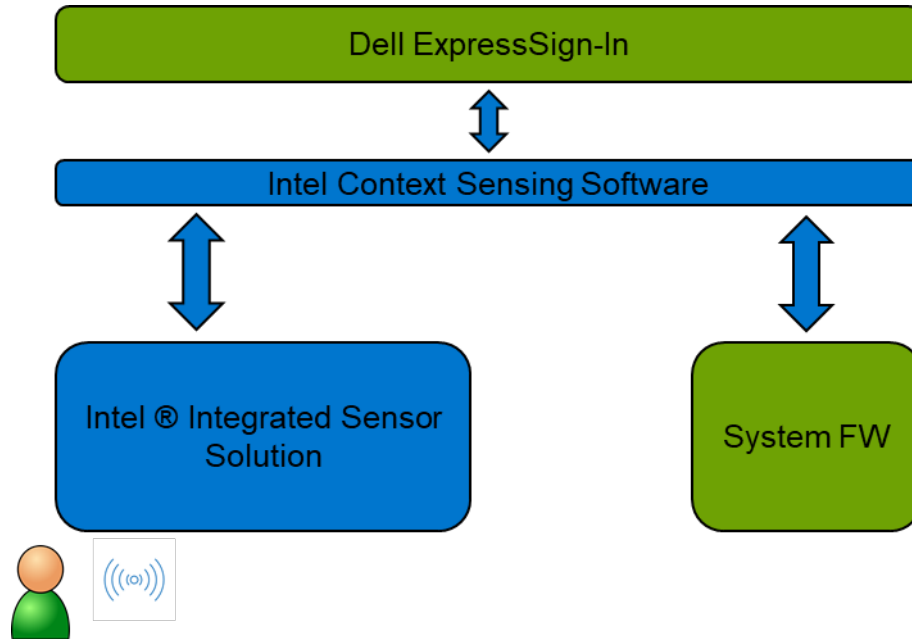 Dell ExpressSign-In
Intel Context Sensing Software
Intel ® Integrated Sensor
Solution
System FW